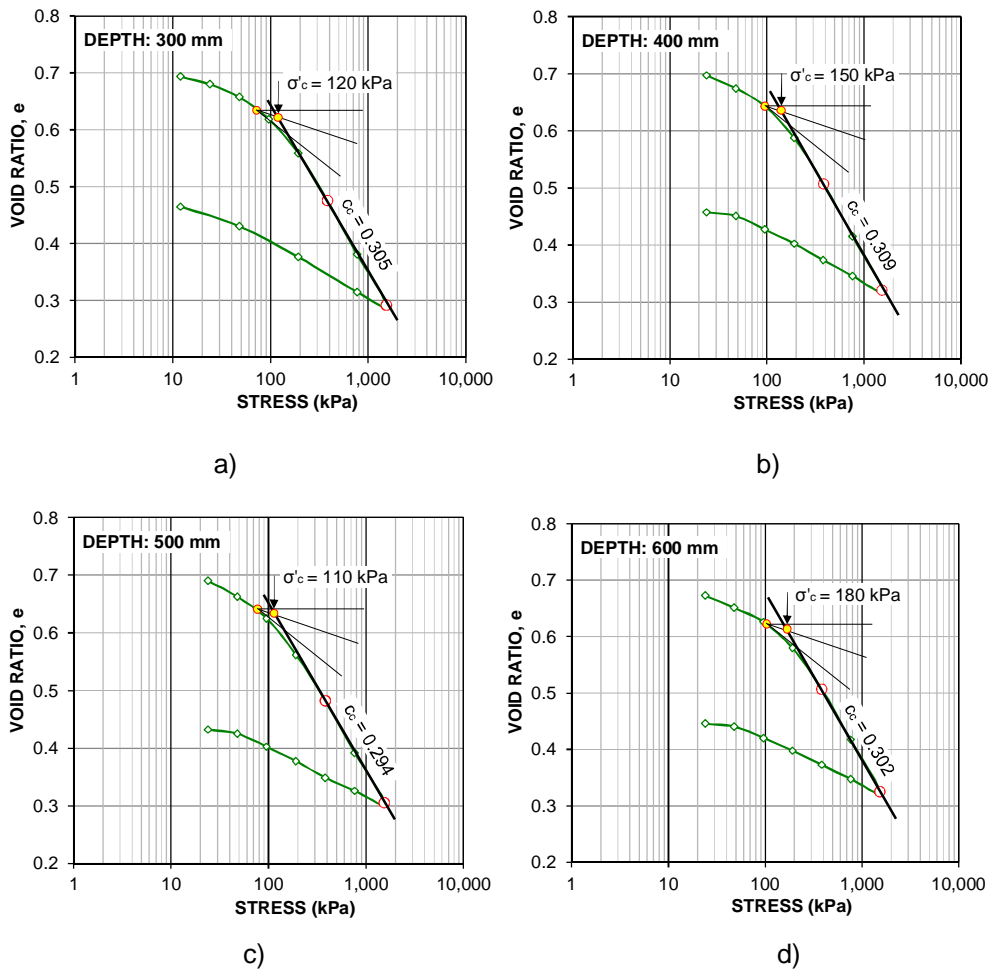 DEPTH: 300 mm
σ'c = 120 kPa
cc = 0.305
VOID RATIO, e
0.8
0.7
0.6
0.5
0.4
0.3
0.2
1 10 100 1,000 10,000
STRESS (kPa)
a)
DEPTH: 400 mm
σ'c = 150 kPa
cc = 0.309
VOID RATIO, e
0.8
0.7
0.6
0.5
0.4
0.3
0.2
1 10 100 1,000 10,000
STRESS (kPa)
b)
DEPTH: 500 mm
σ'c = 110 kPa
cc = 0.294
VOID RATIO, e
0.8
0.7
0.6
0.5
0.4
0.3
0.2
1 10 100 1,000 10,000
STRESS (kPa)
c)
DEPTH: 600 mm
σ'c = 180 kPa
cc = 0.302
VOID RATIO, e
0.8
0.7
0.6
0.5
0.4
0.3
0.2
1 10 100 1,000 10,000
STRESS (kPa)
d)